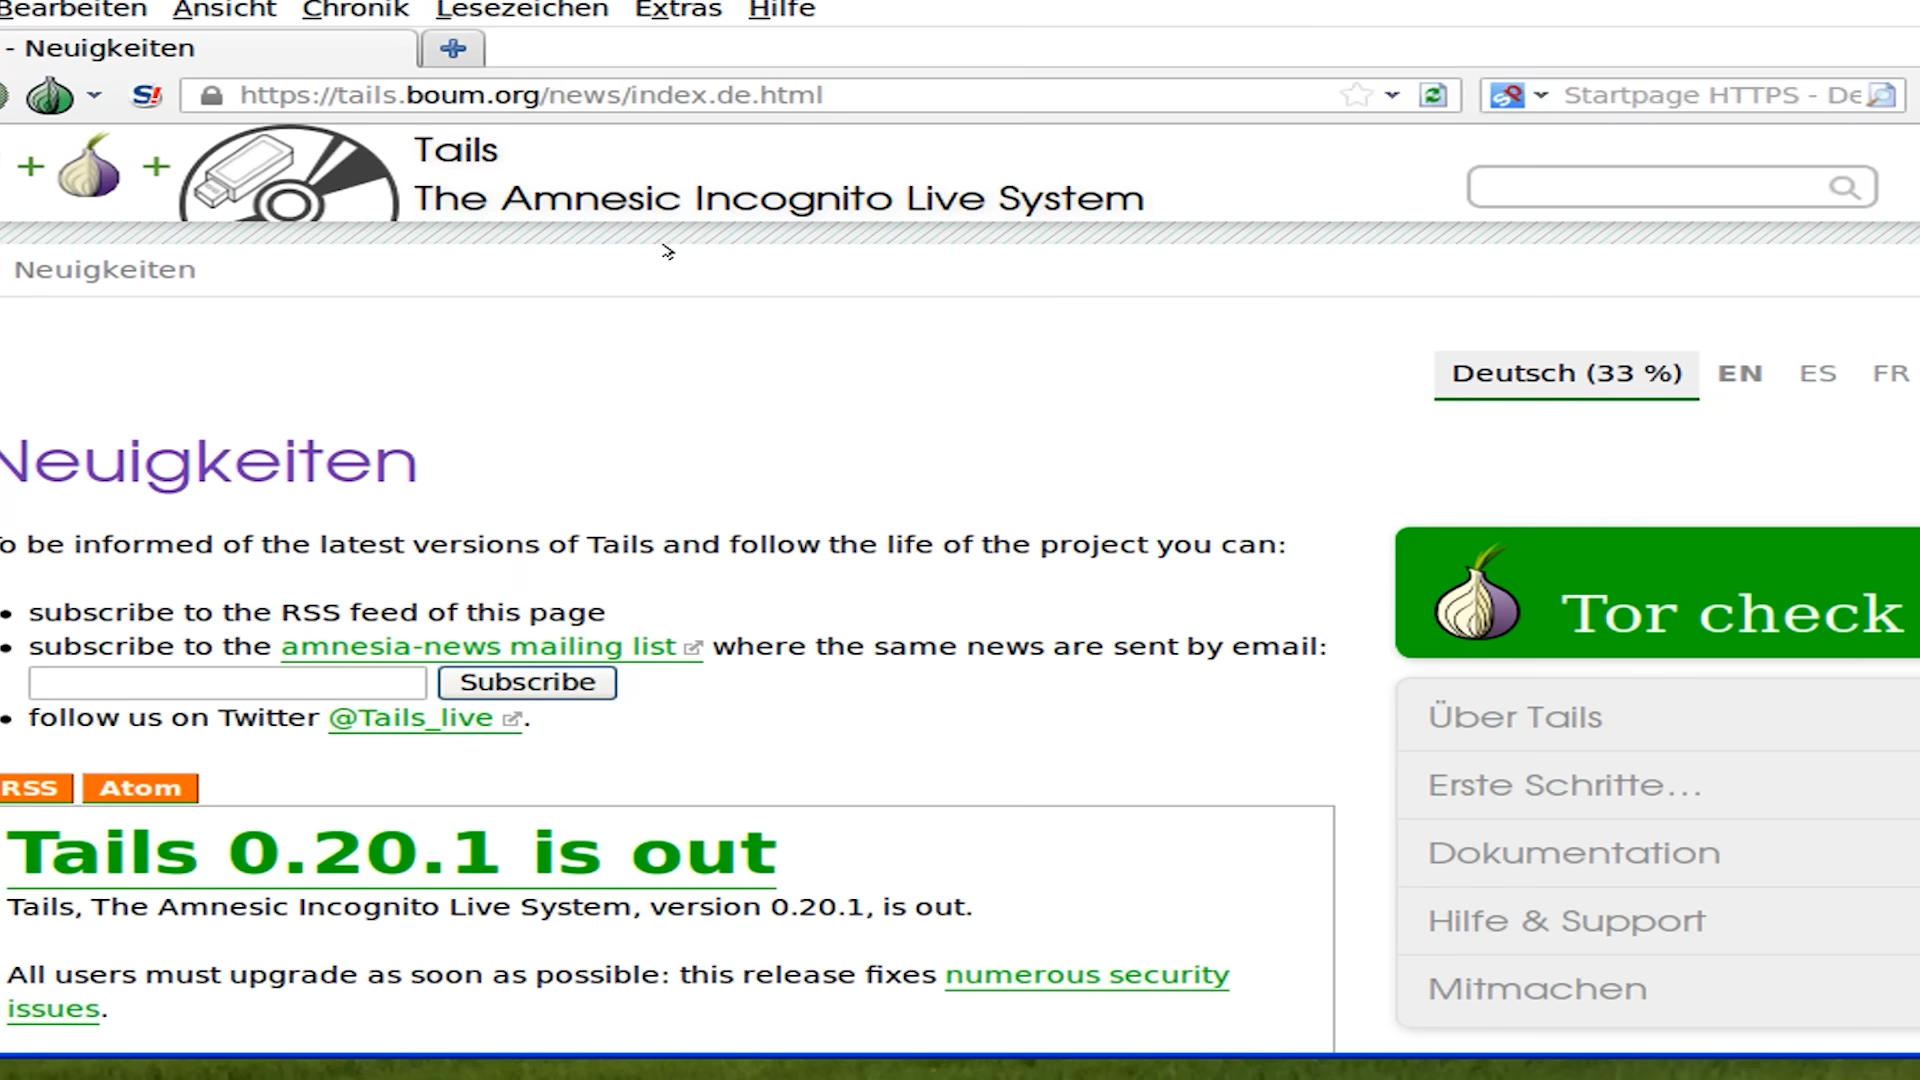 Bearbeiten Ansicht Chronik Lesezeichen Extras Hilfe
- Neuigkeiten
S! https://tails.boum.org/news/index.de.html Startpage HTTPS - De
Tails
The Amnesic Incognito Live System
Neuigkeiten
Deutsch (33 %) EN ES FR
Neuigkeiten
To be informed of the latest versions of Tails and follow the life of the project you can:
• subscribe to the RSS feed of this page
• subscribe to the amnesia-news mailing list where the same news are sent by email:
Subscribe
• follow us on Twitter @Tails_live .
RSS Atom
Tails 0.20.1 is out
Tails, The Amnesic Incognito Live System, version 0.20.1, is out.
All users must upgrade as soon as possible: this release fixes numerous security
issues.
Tor check
Über Tails
Erste Schritte...
Dokumentation
Hilfe & Support
Mitmachen